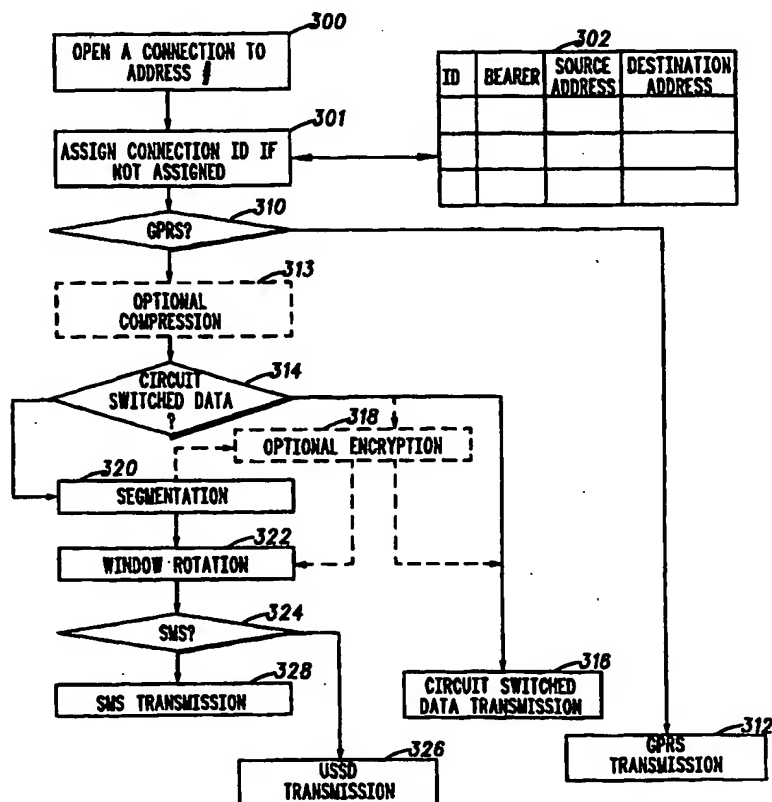 300
OPEN A CONNECTION TO
ADDRESS #
302
ID BEARER SOURCE ADDRESS DESTINATION ADDRESS
301
ASSIGN CONNECTION ID IF
NOT ASSIGNED
310
GPRS?
313
OPTIONAL
COMPRESSION
314
CIRCUIT
SWITCHED DATA
?
318
OPTIONAL ENCRYPTION
320
SEGMENTATION
322
WINDOW ROTATION
324
SMS?
328
SMS TRANSMISSION
316
CIRCUIT SWITCHED
DATA TRANSMISSION
326
USSD
TRANSMISSION
312
GPRS
TRANSMISSION